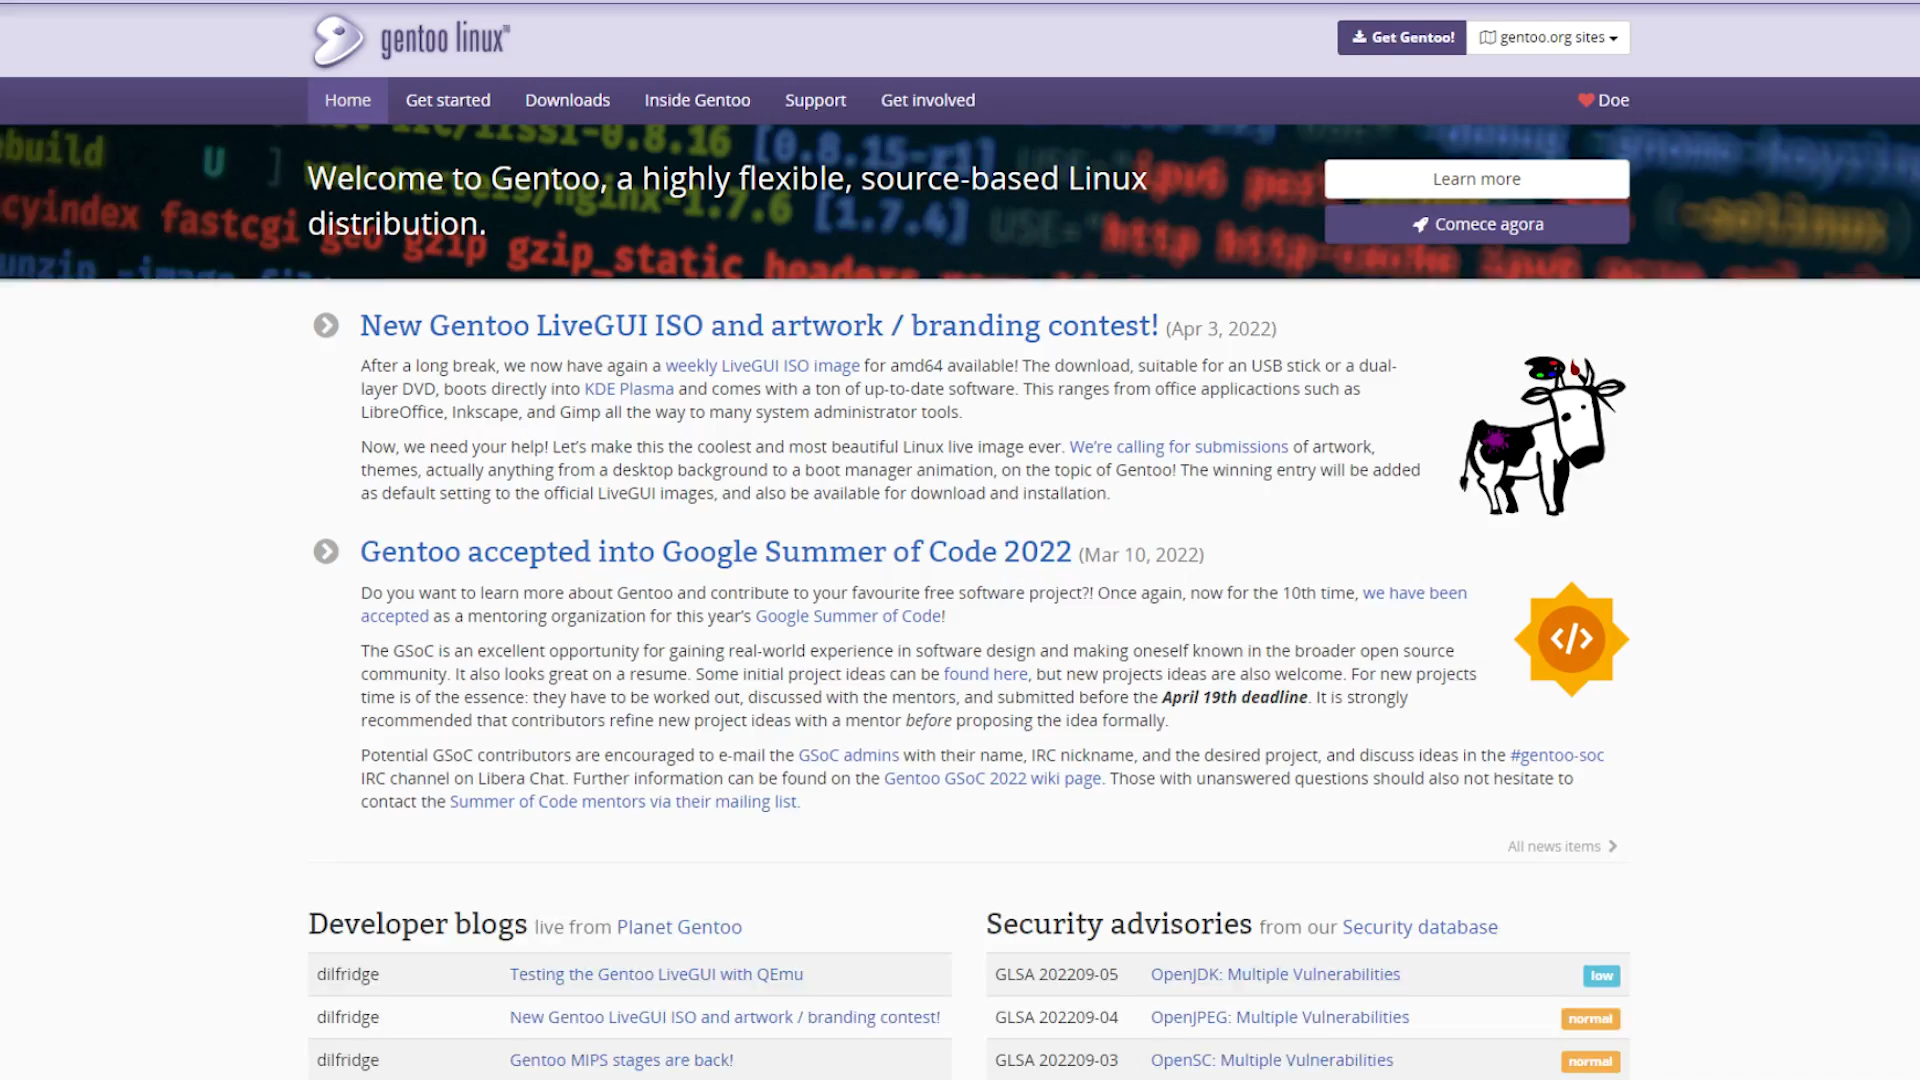 gentoo linux™
Get Gentoo!
gentoo.org sites
Home
Get started
Downloads
Inside Gentoo
Support
Get involved
Doe
Welcome to Gentoo, a highly flexible, source-based Linux
distribution.
Learn more
Comece agora
New Gentoo LiveGUI ISO and artwork / branding contest! (Apr 3, 2022)
After a long break, we now have again a weekly LiveGUI ISO image for amd64 available! The download, suitable for an USB stick or a dual-
layer DVD, boots directly into KDE Plasma and comes with a ton of up-to-date software. This ranges from office applicactions such as
LibreOffice, Inkscape, and Gimp all the way to many system administrator tools.
Now, we need your help! Let’s make this the coolest and most beautiful Linux live image ever. We’re calling for submissions of artwork,
themes, actually anything from a desktop background to a boot manager animation, on the topic of Gentoo! The winning entry will be added
as default setting to the official LiveGUI images, and also be available for download and installation.
Gentoo accepted into Google Summer of Code 2022 (Mar 10, 2022)
Do you want to learn more about Gentoo and contribute to your favourite free software project?! Once again, now for the 10th time, we have been
accepted as a mentoring organization for this year’s Google Summer of Code!
The GSoC is an excellent opportunity for gaining real-world experience in software design and making oneself known in the broader open source
community. It also looks great on a resume. Some initial project ideas can be found here, but new projects ideas are also welcome. For new projects
time is of the essence: they have to be worked out, discussed with the mentors, and submitted before the April 19th deadline. It is strongly
recommended that contributors refine new project ideas with a mentor before proposing the idea formally.
Potential GSoC contributors are encouraged to e-mail the GSoC admins with their name, IRC nickname, and the desired project, and discuss ideas in the #gentoo-soc
IRC channel on Libera Chat. Further information can be found on the Gentoo GSoC 2022 wiki page. Those with unanswered questions should also not hesitate to
contact the Summer of Code mentors via their mailing list.
All news items
Developer blogs live from Planet Gentoo
dilfridge Testing the Gentoo LiveGUI with QEmu
dilfridge New Gentoo LiveGUI ISO and artwork / branding contest!
dilfridge Gentoo MIPS stages are back!
Security advisories from our Security database
GLSA 202209-05 OpenJDK: Multiple Vulnerabilities low
GLSA 202209-04 OpenJPEG: Multiple Vulnerabilities normal
GLSA 202209-03 OpenSC: Multiple Vulnerabilities normal